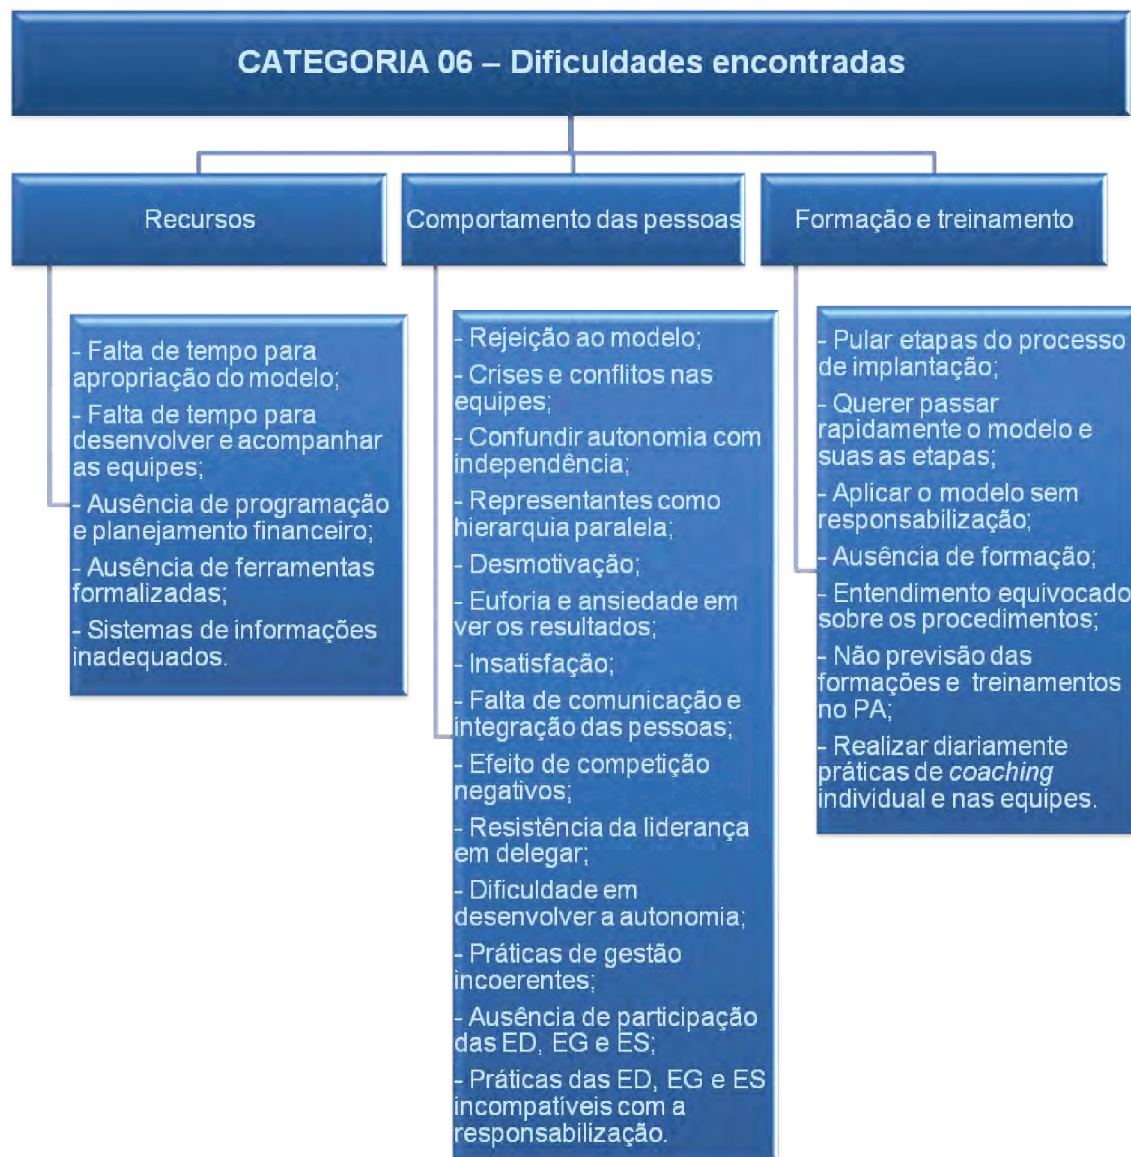 CATEGORIA 06 – Dificuldades encontradas
Recursos
- Falta de tempo para
apropriação do modelo;
- Falta de tempo para
desenvolver e acompanhar
as equipes;
- Ausência de programação
e planejamento financeiro;
- Ausência de ferramentas
formalizadas;
- Sistemas de informações
inadequados.
Comportamento das pessoas
- Rejeição ao modelo;
- Crises e conflitos nas
equipes;
- Confundir autonomia com
independência;
- Representantes como
hierarquia paralela;
- Desmotivação;
- Euforia e ansiedade em
ver os resultados;
- Insatisfação;
- Falta de comunicação e
integração das pessoas;
- Efeito de competição
negativos;
- Resistência da liderança
em delegar;
- Dificuldade em
desenvolver a autonomia;
- Práticas de gestão
incoerentes;
- Ausência de participação
das ED, EG e ES;
- Práticas das ED, EG e ES
incompatíveis com a
responsabilização.
Formação e treinamento
- Pular etapas do processo
de implantação;
- Querer passar
rapidamente o modelo e
suas as etapas;
- Aplicar o modelo sem
responsabilização;
- Ausência de formação;
- Entendimento equivocado
sobre os procedimentos;
- Não previsão das
formações e treinamentos
no PA;
- Realizar diariamente
práticas de coaching
individual e nas equipes.